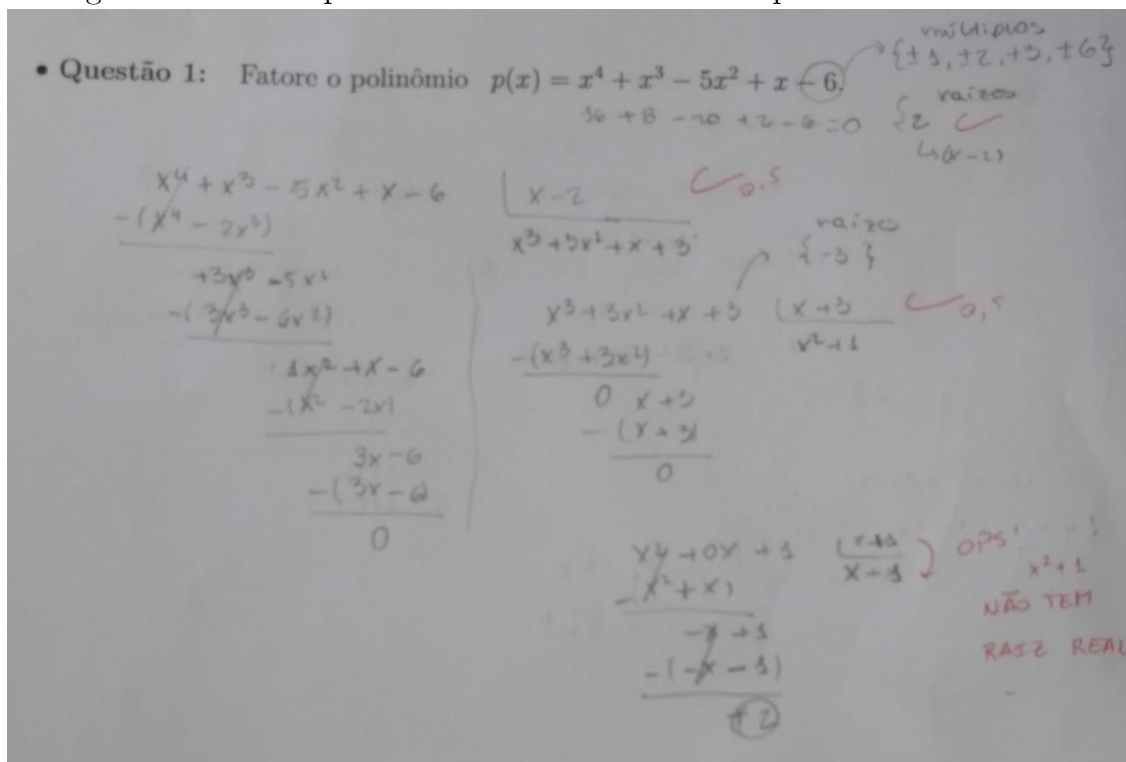 múltiplos
{±1, ±2, +3, ±6}
• Questão 1: Fatore o polinômio p(x) = x⁴ + x³ − 5x² + x − 6.
raízes
16 + 8 − 20 + 2 − 6 = 0 {2
↳ (x − 2)
x⁴ + x³ − 5x² + x − 6 | x − 2
0,5
−(x⁴ − 2x³)
x³ + 3x² + x + 3
+3x³ − 5x²
−(3x³ − 6x²)
1x² + x − 6
−(x² − 2x)
3x − 6
−(3x − 6)
0
raízes
{−3}
x³ + 3x² + x + 3 | x + 3
0,5
x² + 1
−(x³ + 3x²)
0 x + 3
−(x + 3)
0
x² + 0x + 1 | x + 1
x − 1
−(x² + x)
−x + 1
−(−x − 1)
+2
OPS!
x² + 1
NÃO TEM
RAIZ REAL